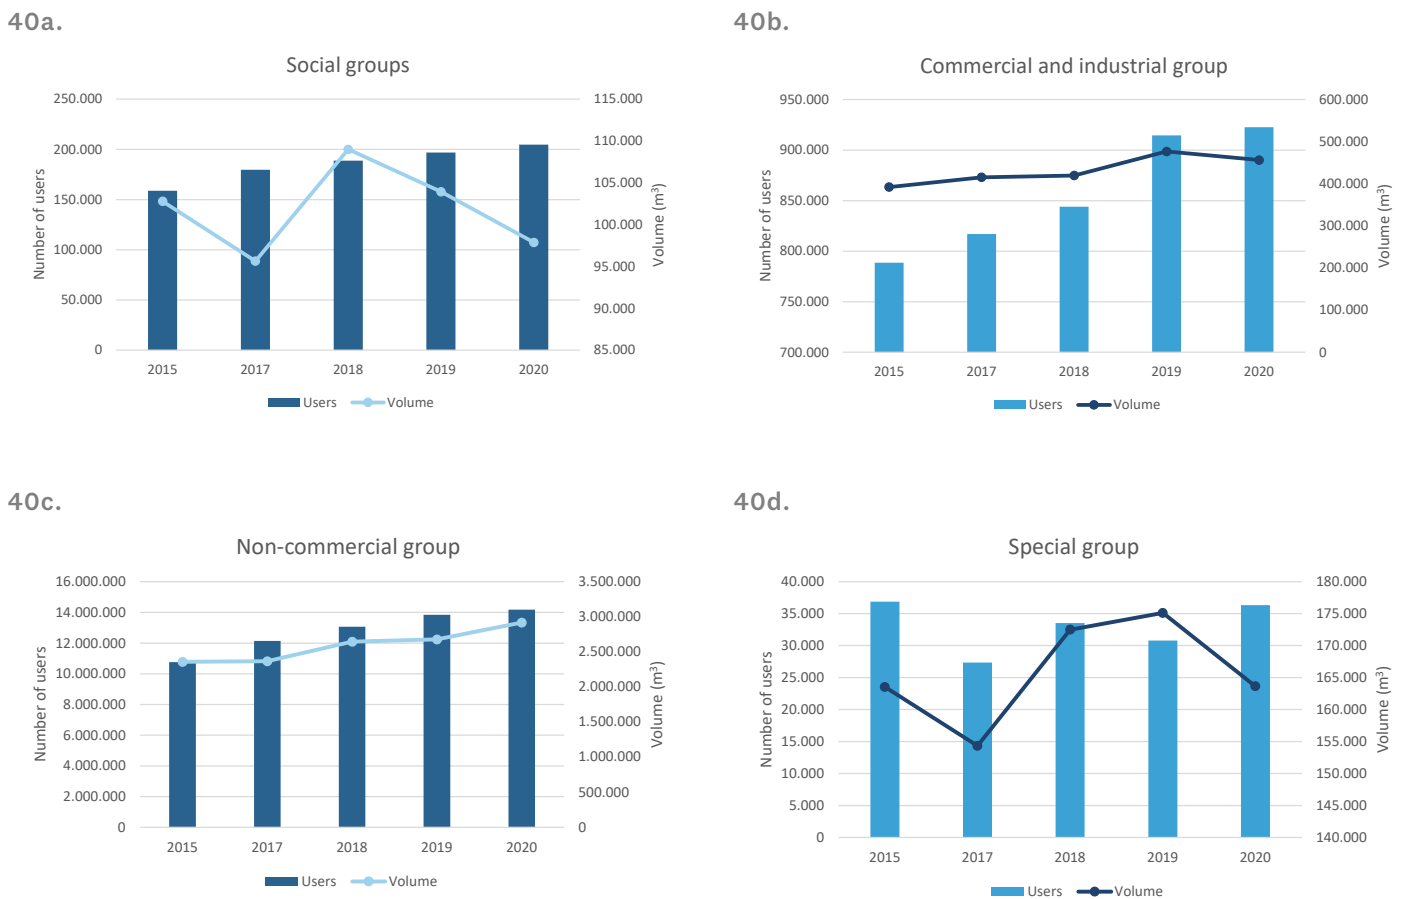 40a.
Social groups
250.000
200.000
150.000
100.000
50.000
0
Number of users
115.000
110.000
105.000
100.000
95.000
90.000
85.000
Volume (m³)
2015 2017 2018 2019 2020
Users Volume
40b.
Commercial and industrial group
950.000
900.000
850.000
800.000
750.000
700.000
Number of users
600.000
500.000
400.000
300.000
200.000
100.000
0
Volume (m³)
2015 2017 2018 2019 2020
Users Volume
40c.
Non-commercial group
16.000.000
14.000.000
12.000.000
10.000.000
8.000.000
6.000.000
4.000.000
2.000.000
0
Number of users
3.500.000
3.000.000
2.500.000
2.000.000
1.500.000
1.000.000
500.000
0
Volume (m³)
2015 2017 2018 2019 2020
Users Volume
40d.
Special group
40.000
35.000
30.000
25.000
20.000
15.000
10.000
5.000
0
Number of users
180.000
175.000
170.000
165.000
160.000
155.000
150.000
145.000
140.000
Volume (m³)
2015 2017 2018 2019 2020
Users Volume